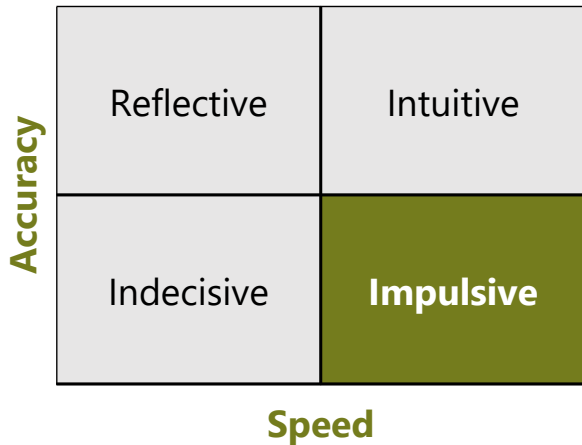 Accuracy
Reflective
Intuitive
Indecisive
Impulsive
Speed